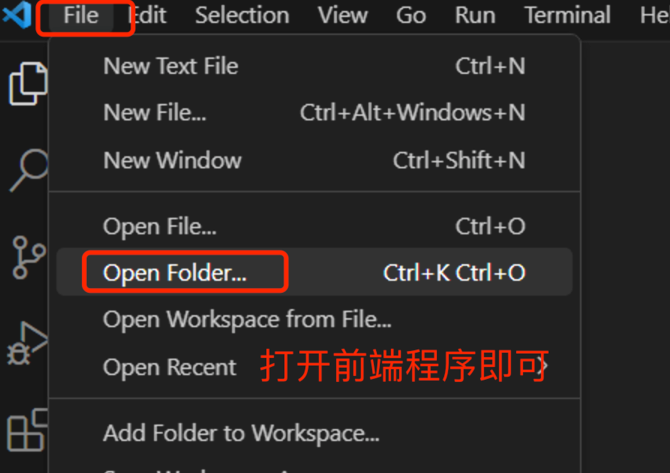 File Edit Selection View Go Run Terminal
New Text File Ctrl+N
New File... Ctrl+Alt+Windows+N
New Window Ctrl+Shift+N
Open File... Ctrl+O
Open Folder... Ctrl+K Ctrl+O
Open Workspace from File...
Open Recent 打开前端程序即可
Add Folder to Workspace...